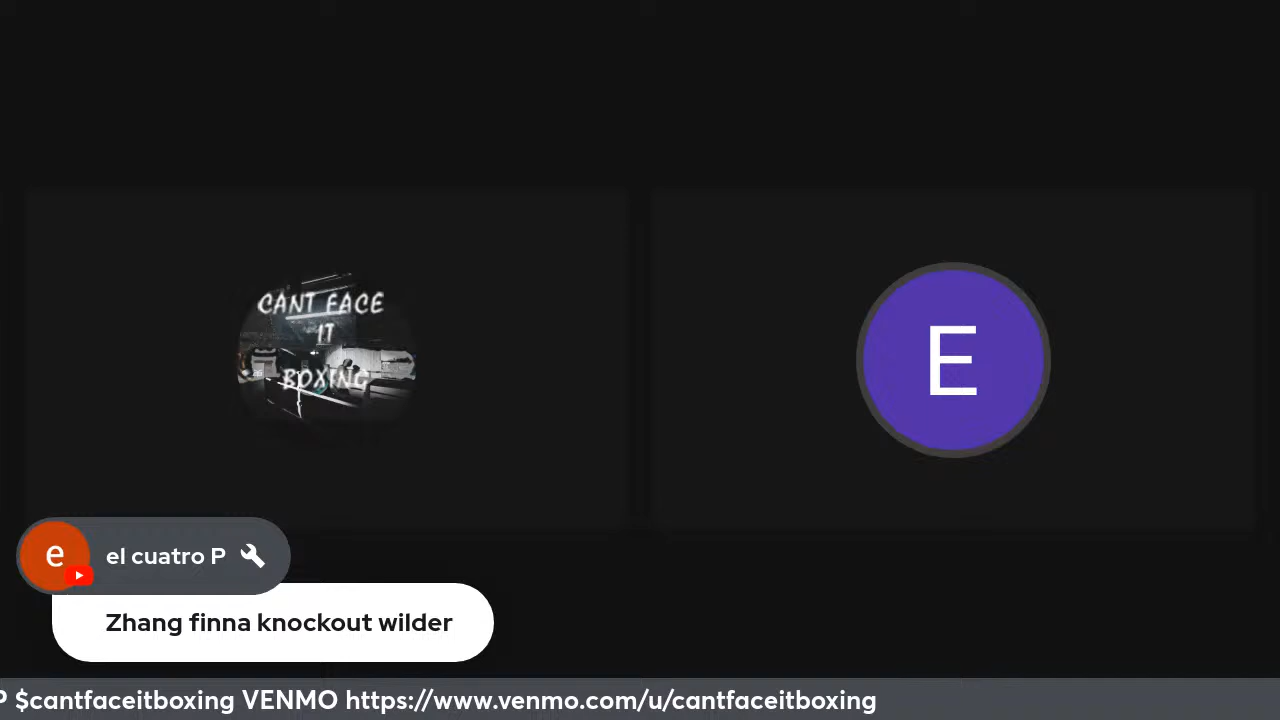 CANT FACE
IT
BOXING
E
e
el cuatro P
Zhang finna knockout wilder
P $cantfaceitboxing VENMO https://www.venmo.com/u/cantfaceitboxing